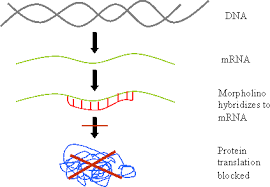 DNA
mRNA
Morpholino
hybridizes to
mRNA
Protein
translation
blocked